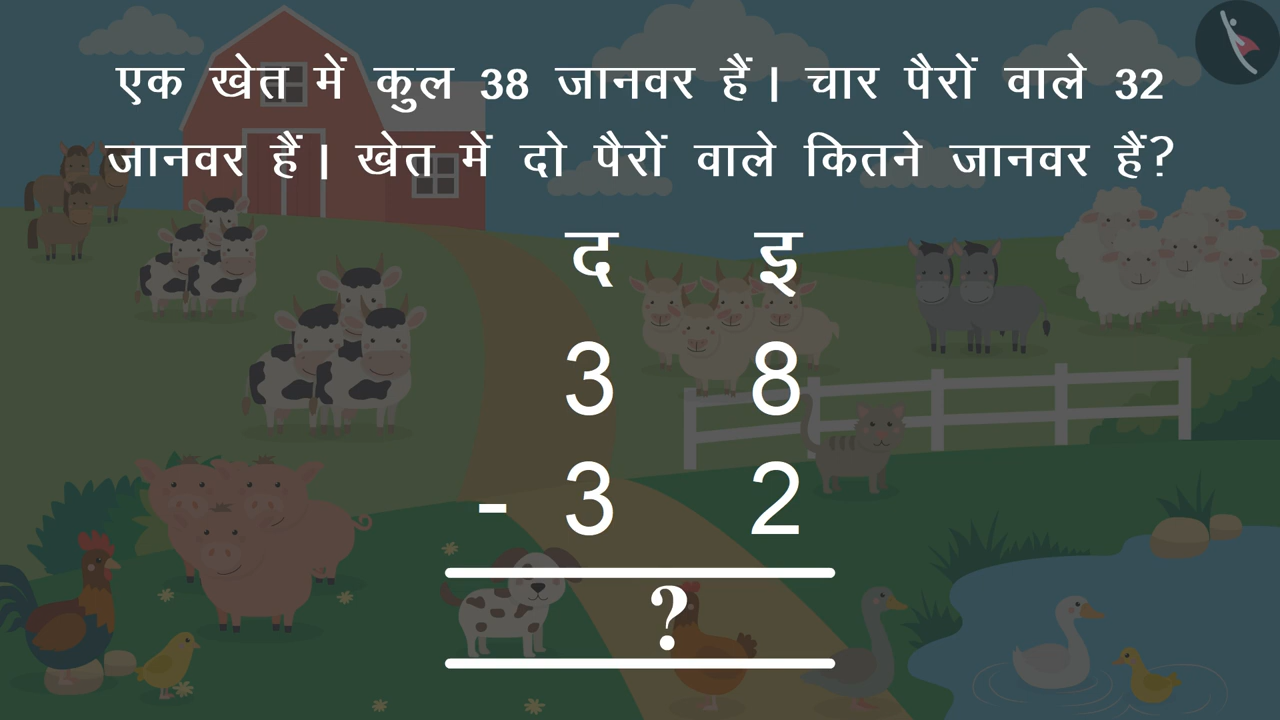 एक खेत में कुल 38 जानवर हैं| चार पैरों वाले 32
जानवर हैं| खेत में दो पैरों वाले कितने जानवर हैं?
द इ
3 8
- 3 2
?